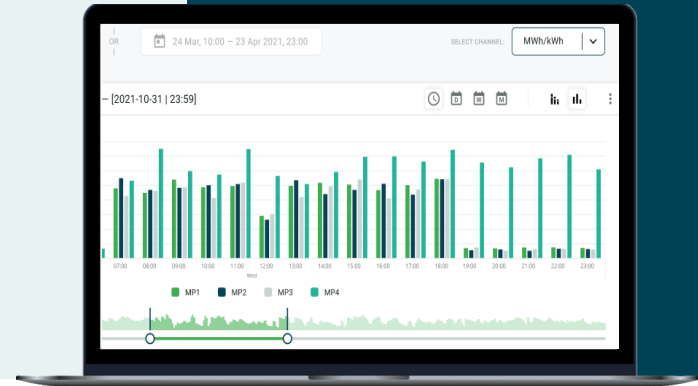 OR
24 Mar, 10:00 — 23 Apr 2021, 23:00
SELECT CHANNEL:
MWh/kWh
— [2021-10-31 | 23:59]
D W M
07:00 08:00 09:00 10:00 11:00 12:00 13:00 14:00 15:00 16:00 17:00 18:00 19:00 20:00 21:00 22:00 23:00
Wed
MP1 MP2 MP3 MP4